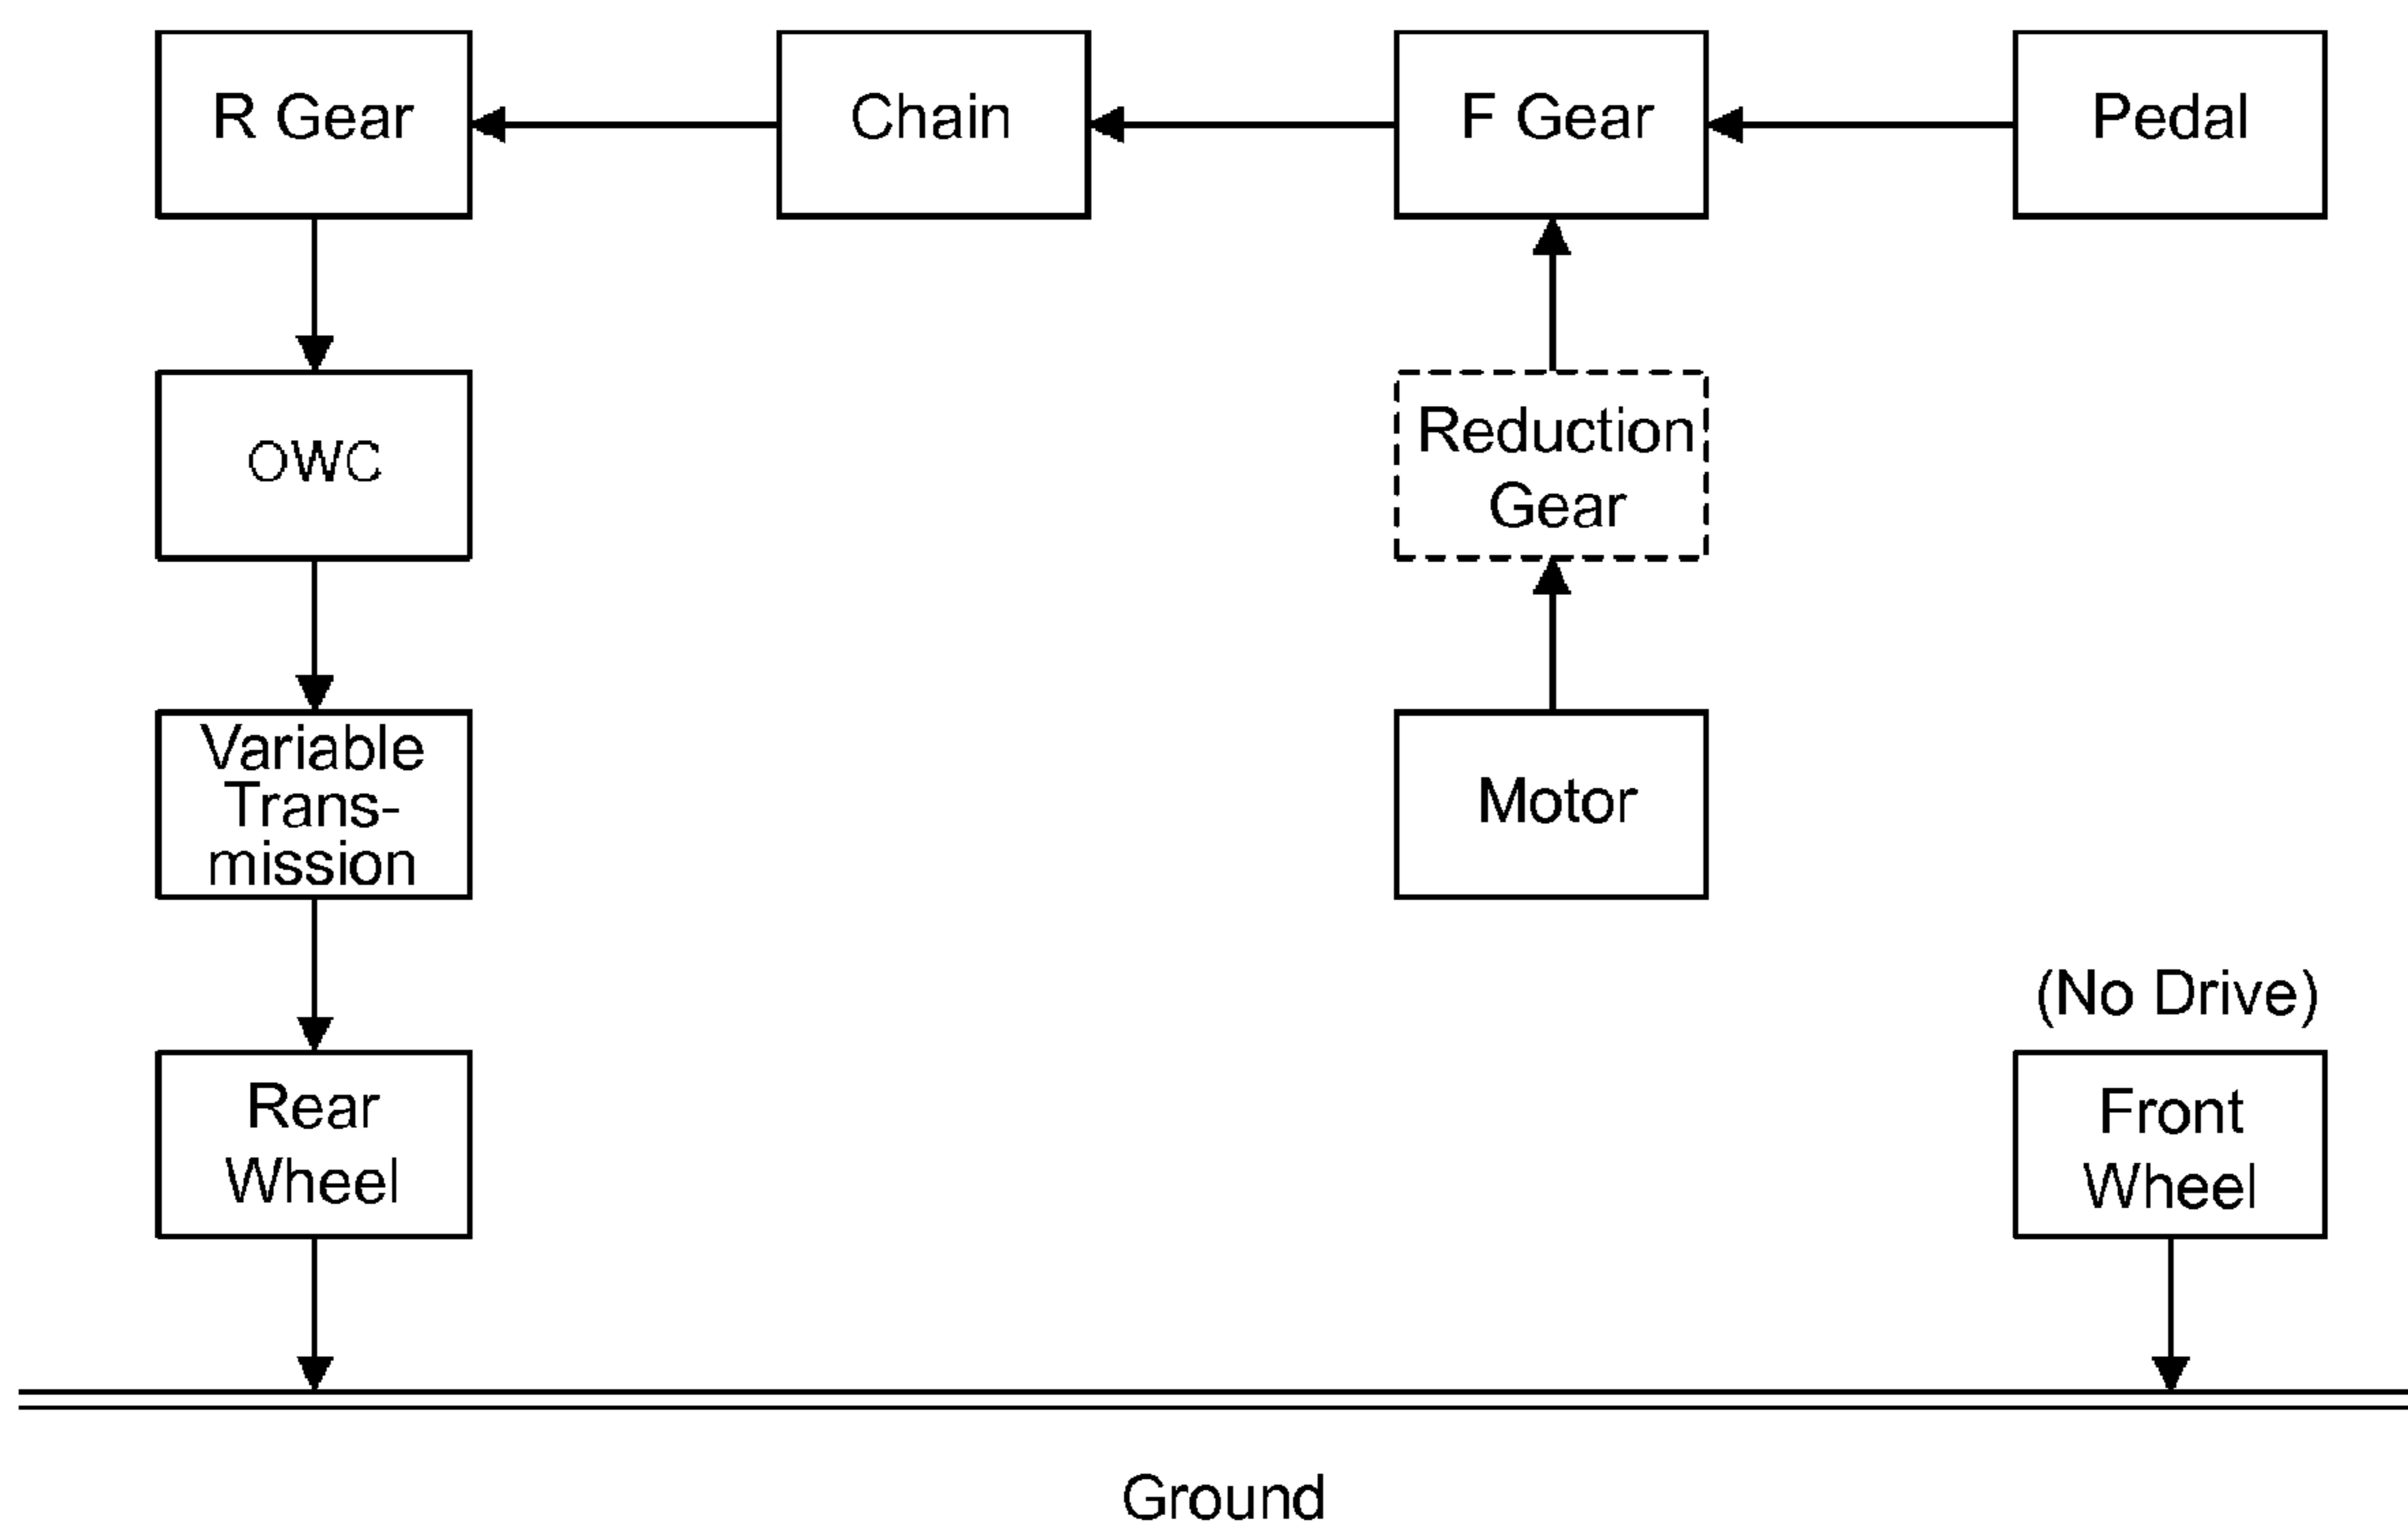 R Gear
Chain
F Gear
Pedal
OWC
Reduction
Gear
Variable
Trans-
mission
Motor
(No Drive)
Rear
Wheel
Front
Wheel
Ground